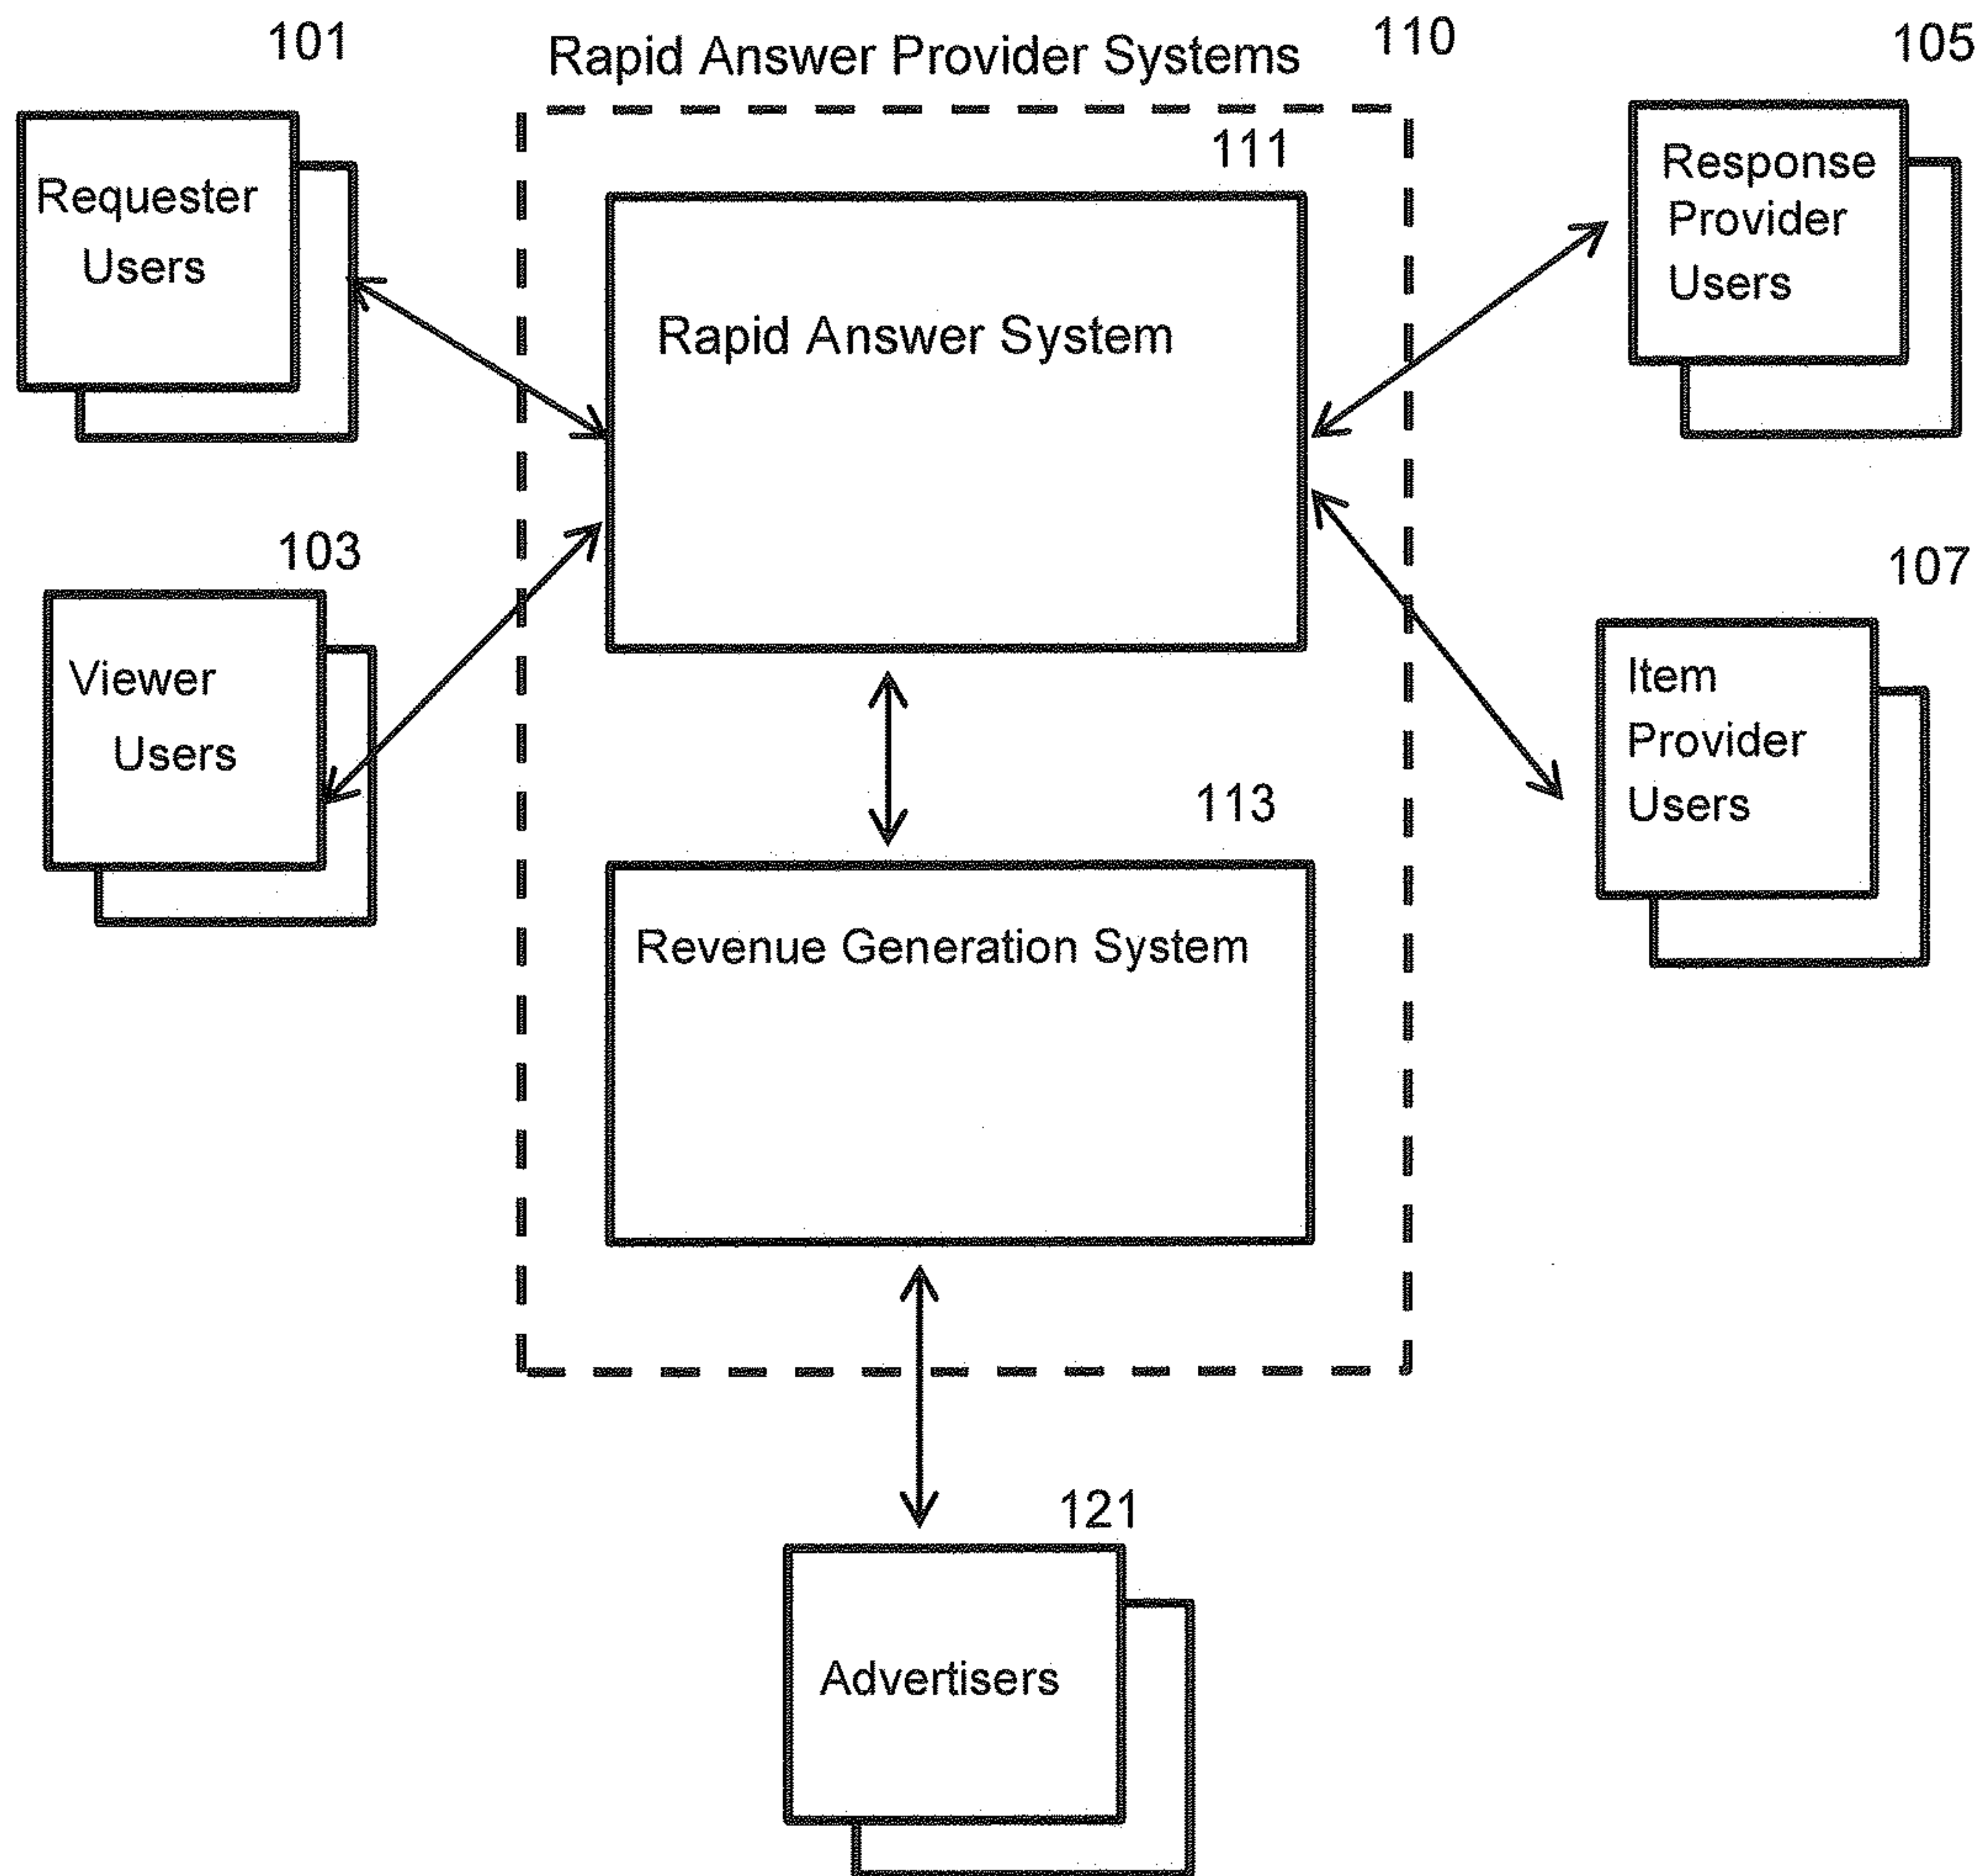 101
Rapid Answer Provider Systems
110
105
111
Requester
Users
Rapid Answer System
Response
Provider
Users
103
Viewer
Users
107
Item
Provider
Users
113
Revenue Generation System
121
Advertisers